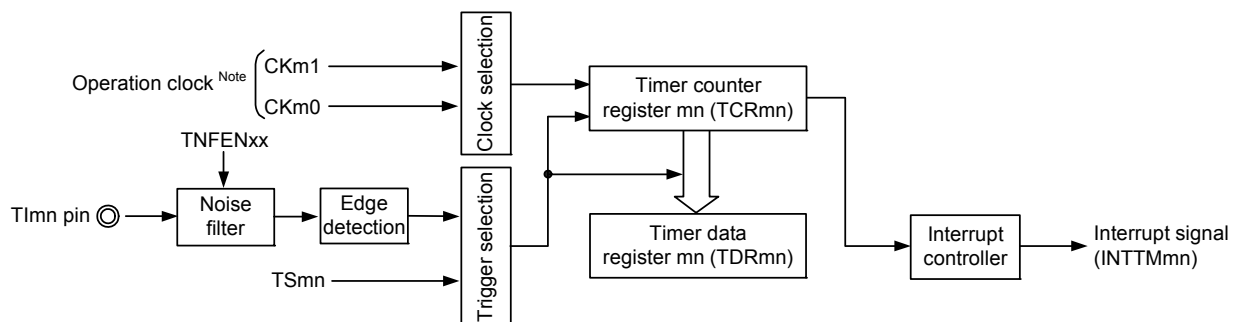 Operation clock Note
CKm1
CKm0
Clock selection
Timer counter
register mn (TCRmn)
TNFENxx
TImn pin
Noise
filter
Edge
detection
TSmn
Trigger selection
Timer data
register mn (TDRmn)
Interrupt
controller
Interrupt signal
(INTTMmn)